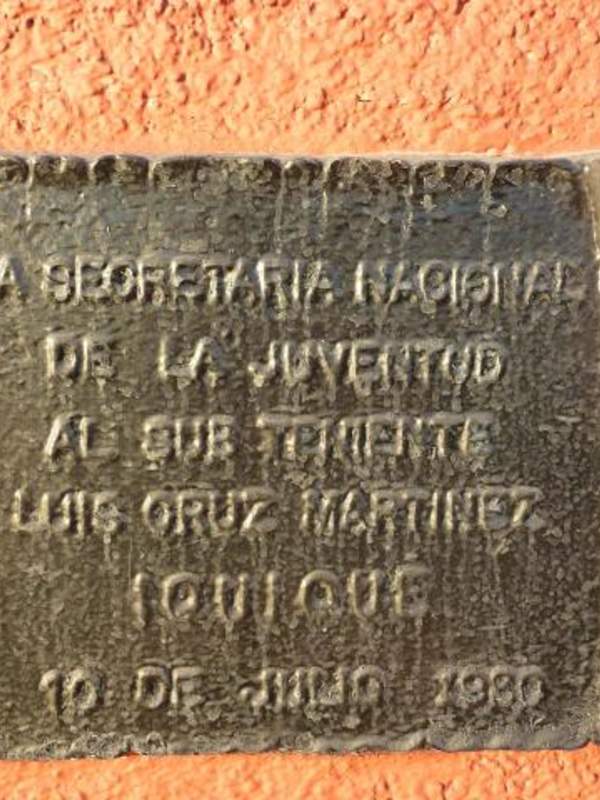 A SECRETARIA NACIONAL
DE LA JUVENTUD
AL SUB TENIENTE
LUIS CRUZ MARTINEZ
IQUIQUE
10 DE JULIO 1980